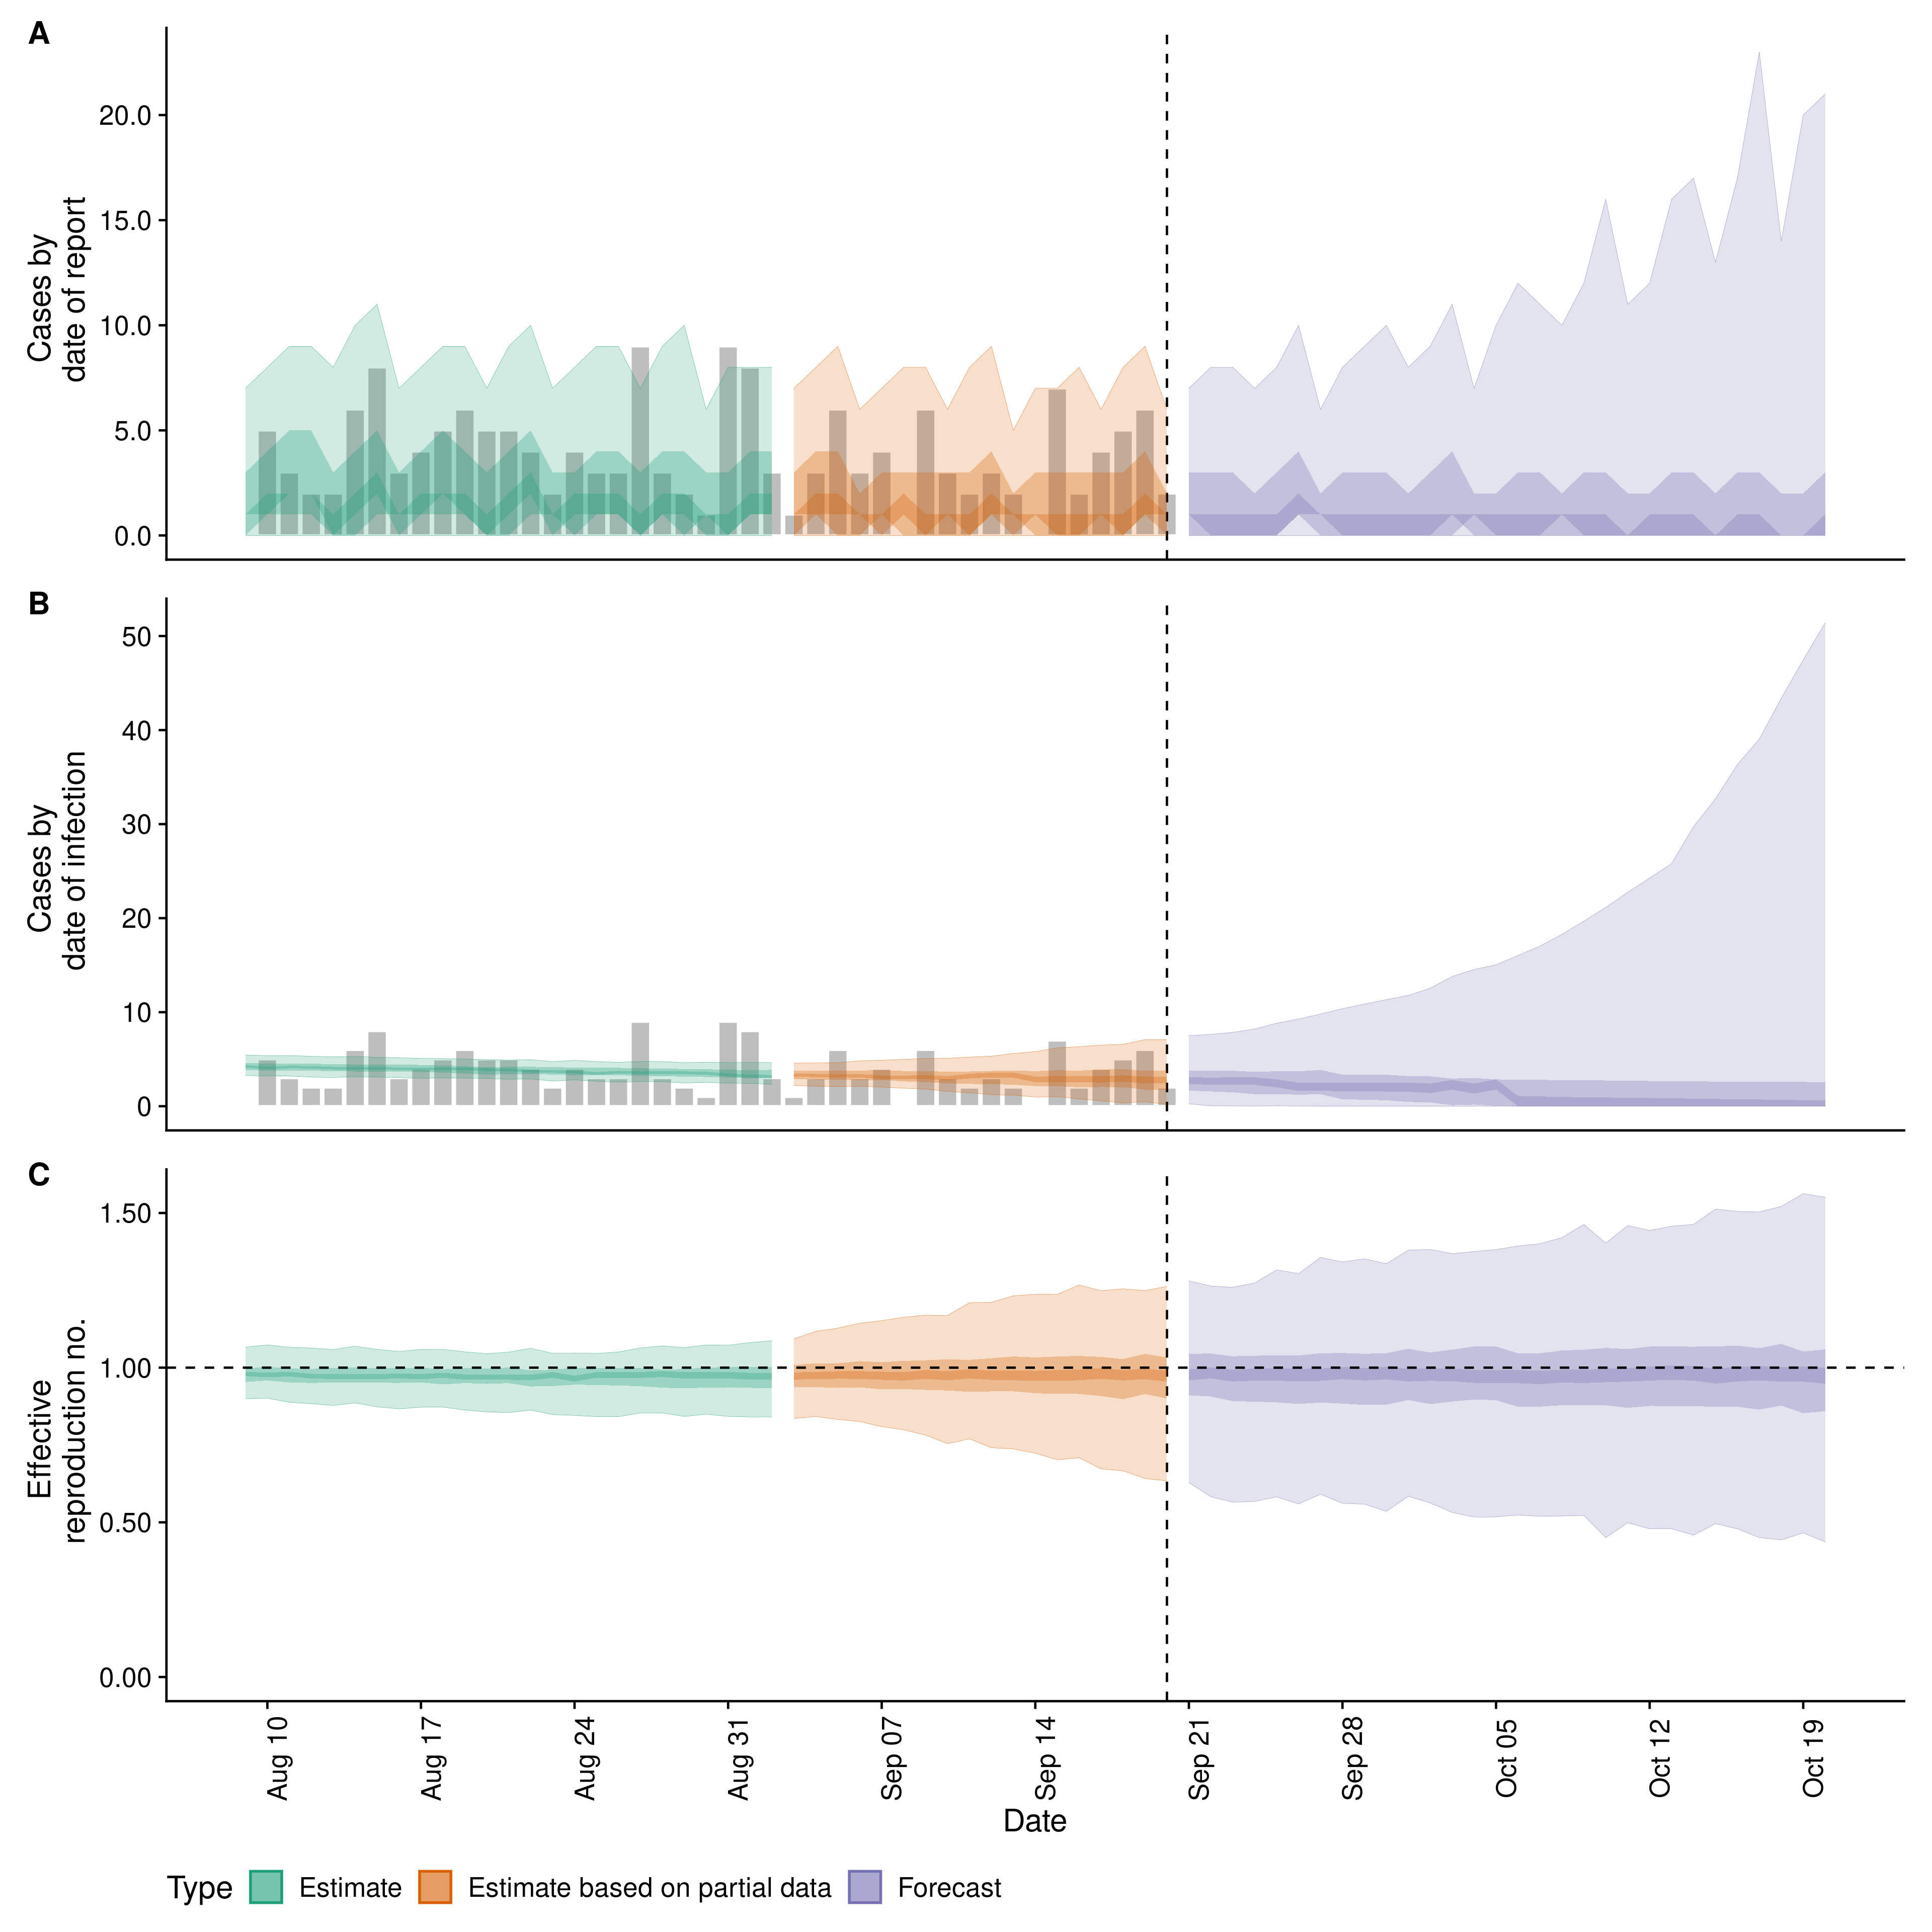 A
Cases by
date of report
20.0
15.0
10.0
5.0
0.0
B
Cases by
date of infection
50
40
30
20
10
0
C
Effective
reproduction no.
1.50
1.00
0.50
0.00
Aug 10
Aug 17
Aug 24
Aug 31
Sep 07
Sep 14
Sep 21
Sep 28
Oct 05
Oct 12
Oct 19
Date
Type Estimate Estimate based on partial data Forecast